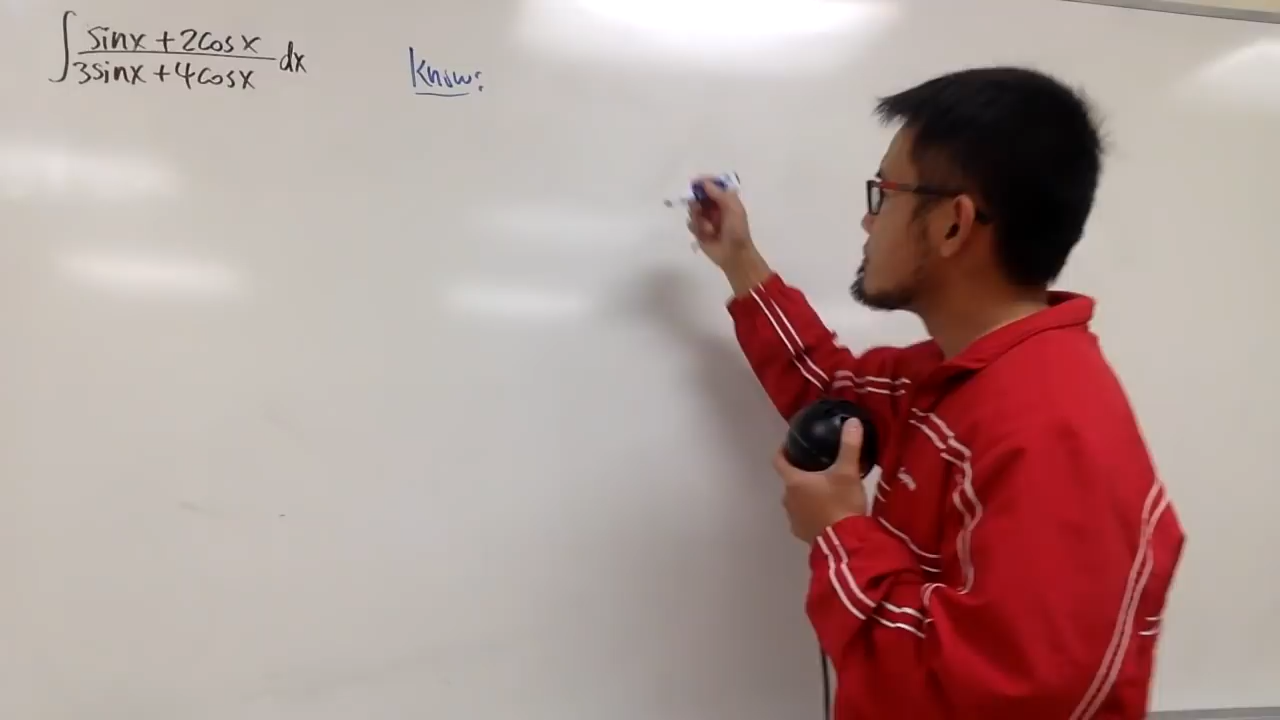 ∫ (sinx + 2cosx)/(3sinx + 4cosx) dx
Know: